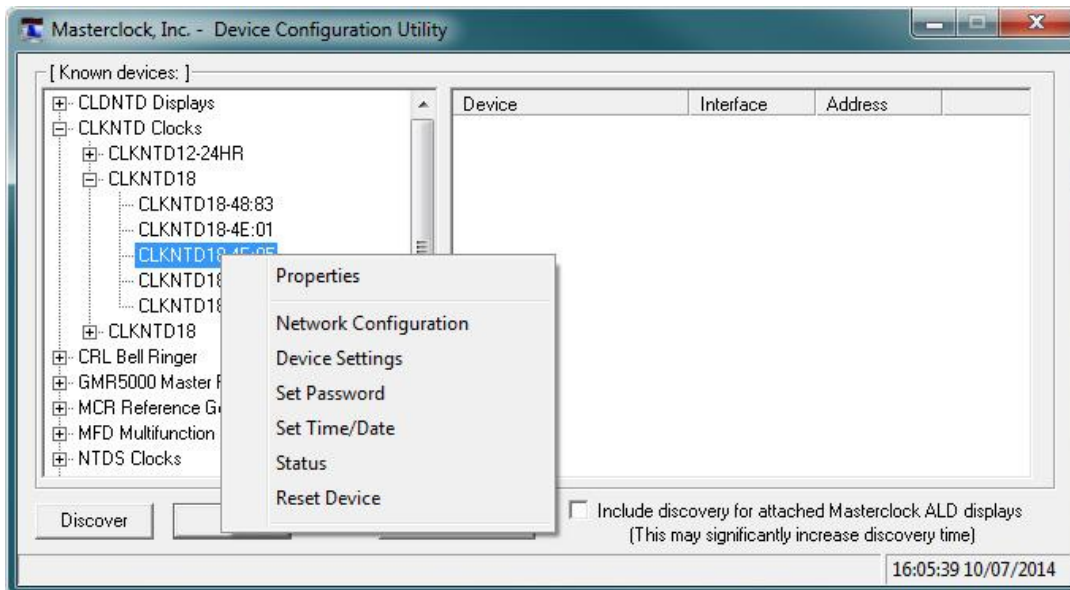 Masterclock, Inc. - Device Configuration Utility
[ Known devices: ]
CLDNTD Displays
CLKNTD Clocks
CLKNTD12-24HR
CLKNTD18
CLKNTD18-48:83
CLKNTD18-4E:01
CLKNTD18
CLKNTD18
CLKNTD18
CRL Bell Ringer
GMR5000 Master
MCR Reference
MFD Multifunction
NTDS Clocks
Device Interface Address
Properties
Network Configuration
Device Settings
Set Password
Set Time/Date
Status
Reset Device
Discover
Include discovery for attached Masterclock ALD displays
(This may significantly increase discovery time)
16:05:39 10/07/2014